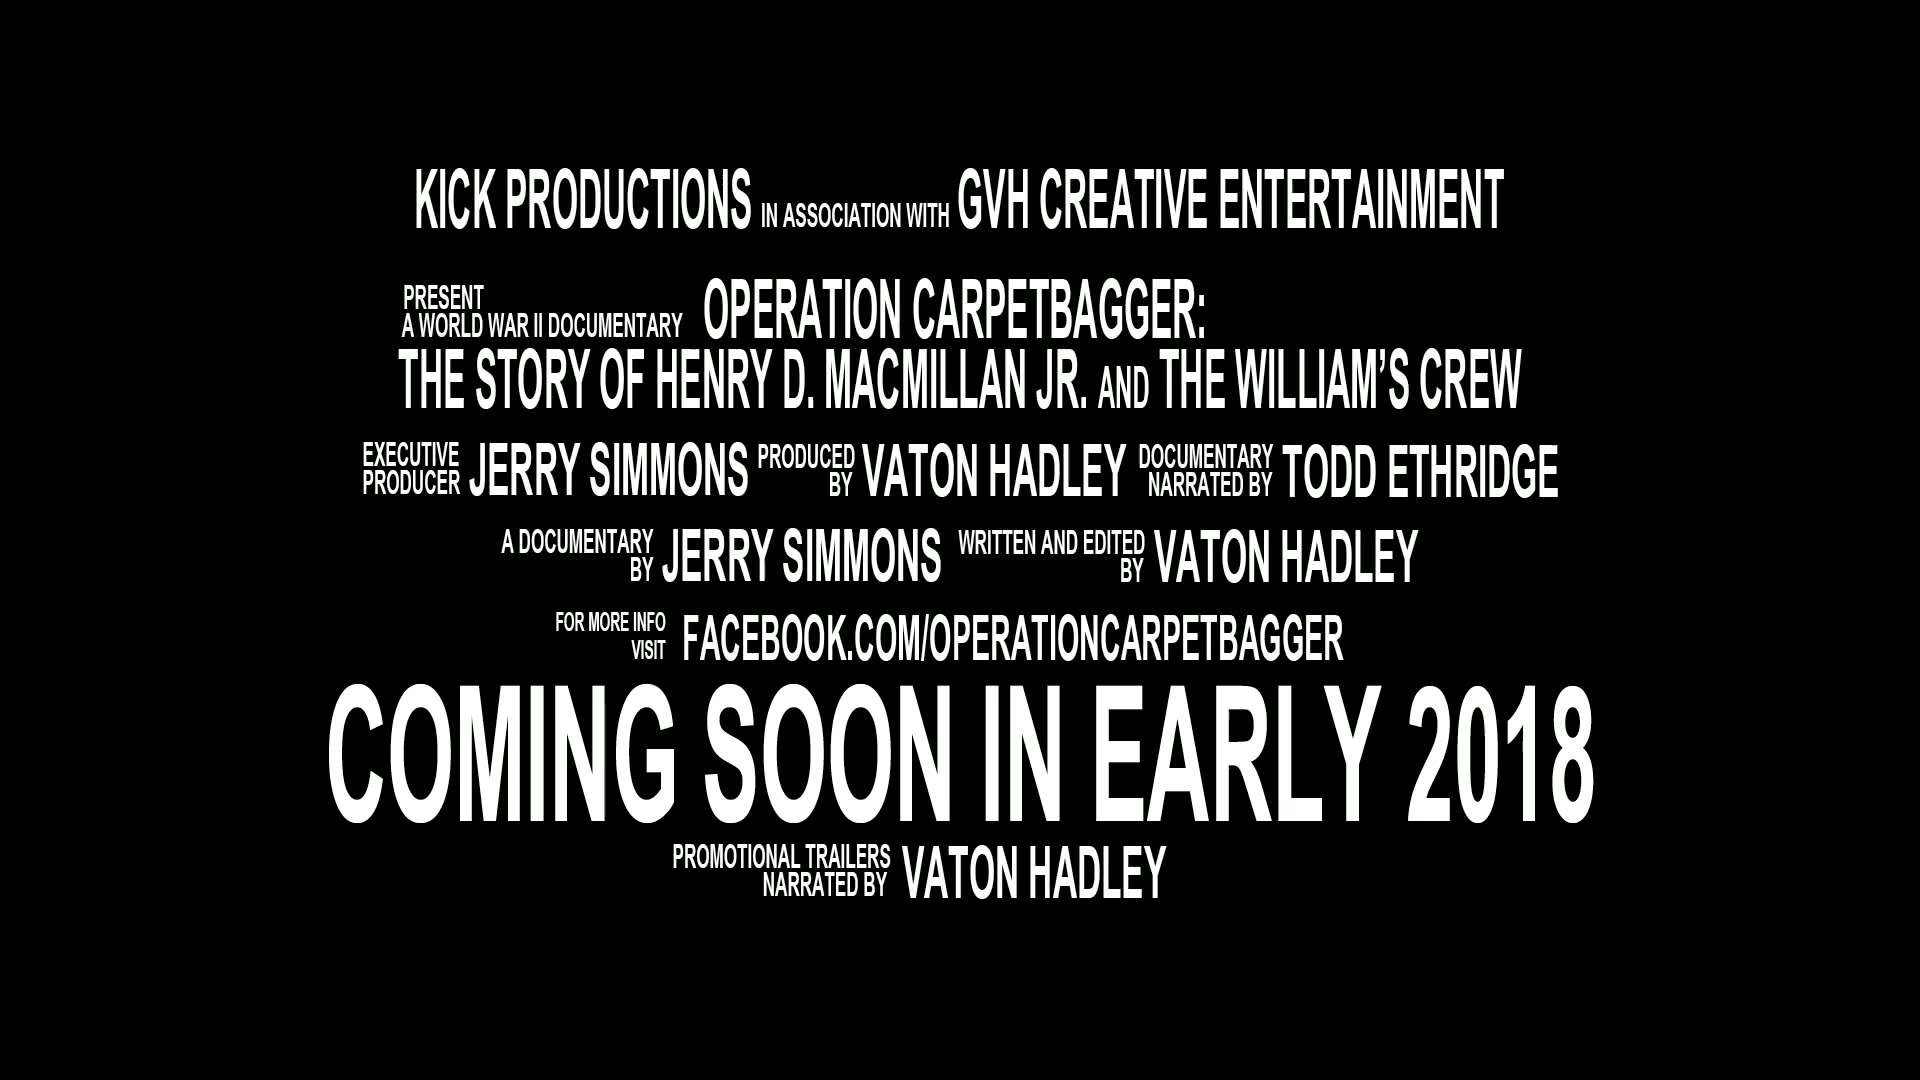 KICK PRODUCTIONS IN ASSOCIATION WITH GVH CREATIVE ENTERTAINMENT
PRESENT
A WORLD WAR II DOCUMENTARY OPERATION CARPETBAGGER:
THE STORY OF HENRY D. MACMILLAN JR. AND THE WILLIAM'S CREW
EXECUTIVE PRODUCER JERRY SIMMONS PRODUCED BY VATON HADLEY DOCUMENTARY NARRATED BY TODD ETHRIDGE
A DOCUMENTARY BY JERRY SIMMONS WRITTEN AND EDITED BY VATON HADLEY
FOR MORE INFO VISIT FACEBOOK.COM/OPERATIONCARPETBAGGER
COMING SOON IN EARLY 2018
PROMOTIONAL TRAILERS NARRATED BY VATON HADLEY